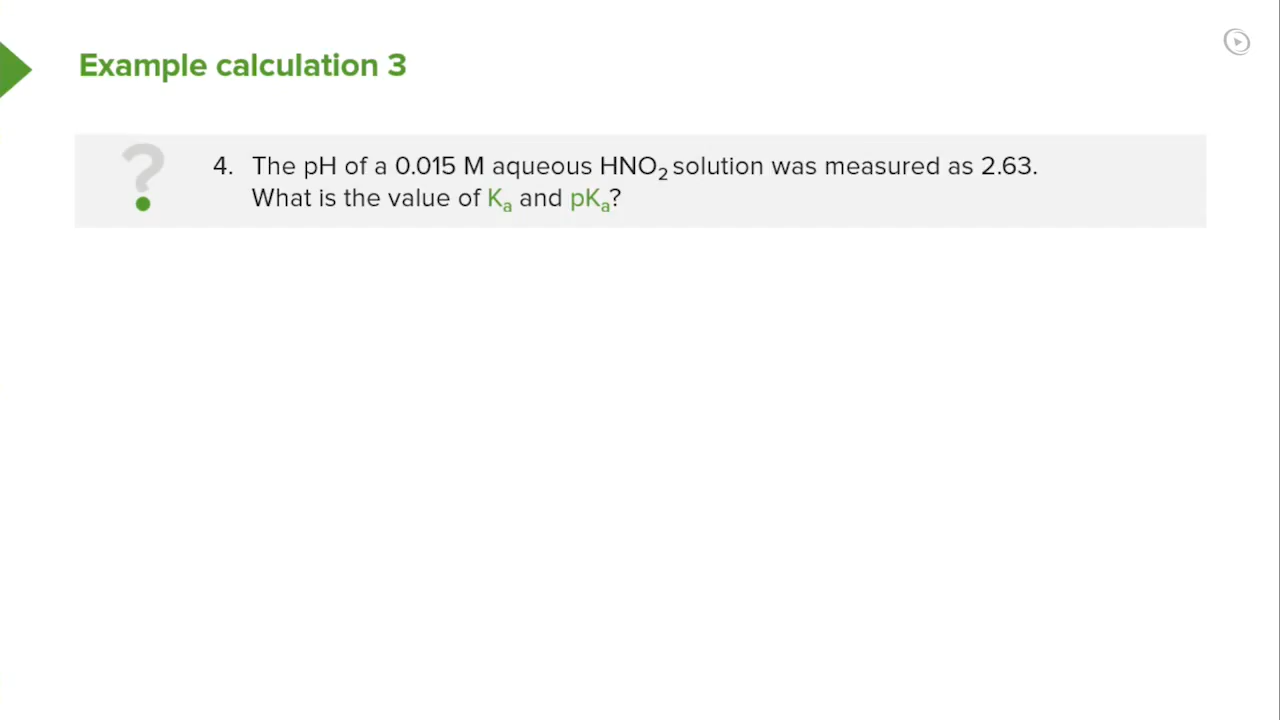 Example calculation 3
?
4. The pH of a 0.015 M aqueous HNO₂ solution was measured as 2.63.
What is the value of Kₐ and pKₐ?